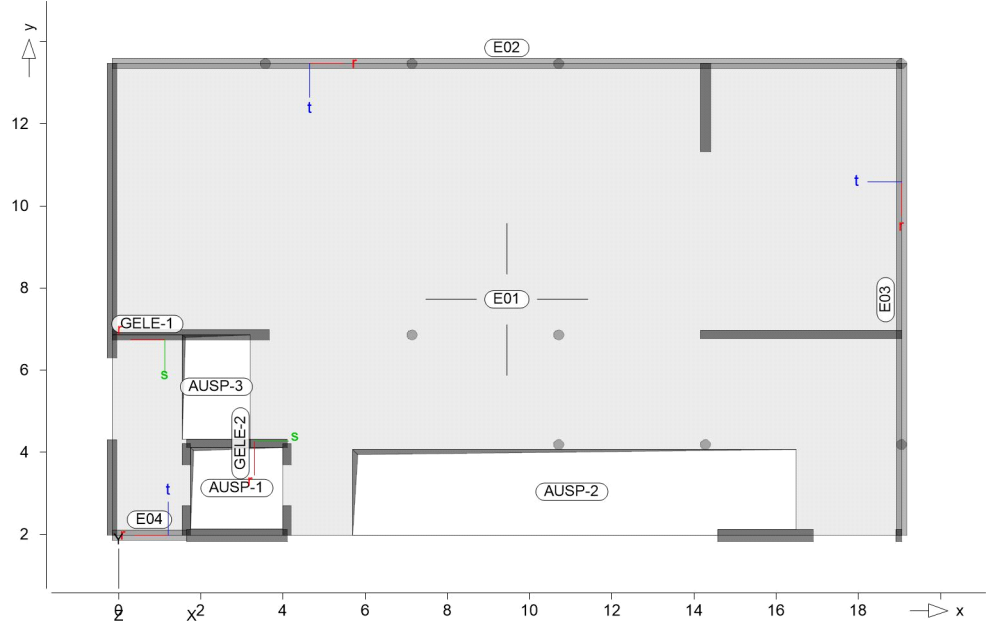 y
E02
r
t
12
10
t
r
8
E01
E03
GELE-1
r
6
s
AUSP-3
GELE-2
s
4
r
AUSP-1
AUSP-2
t
E04
2
r
Y
0 2 4 6 8 10 12 14 16 18 x
Z X